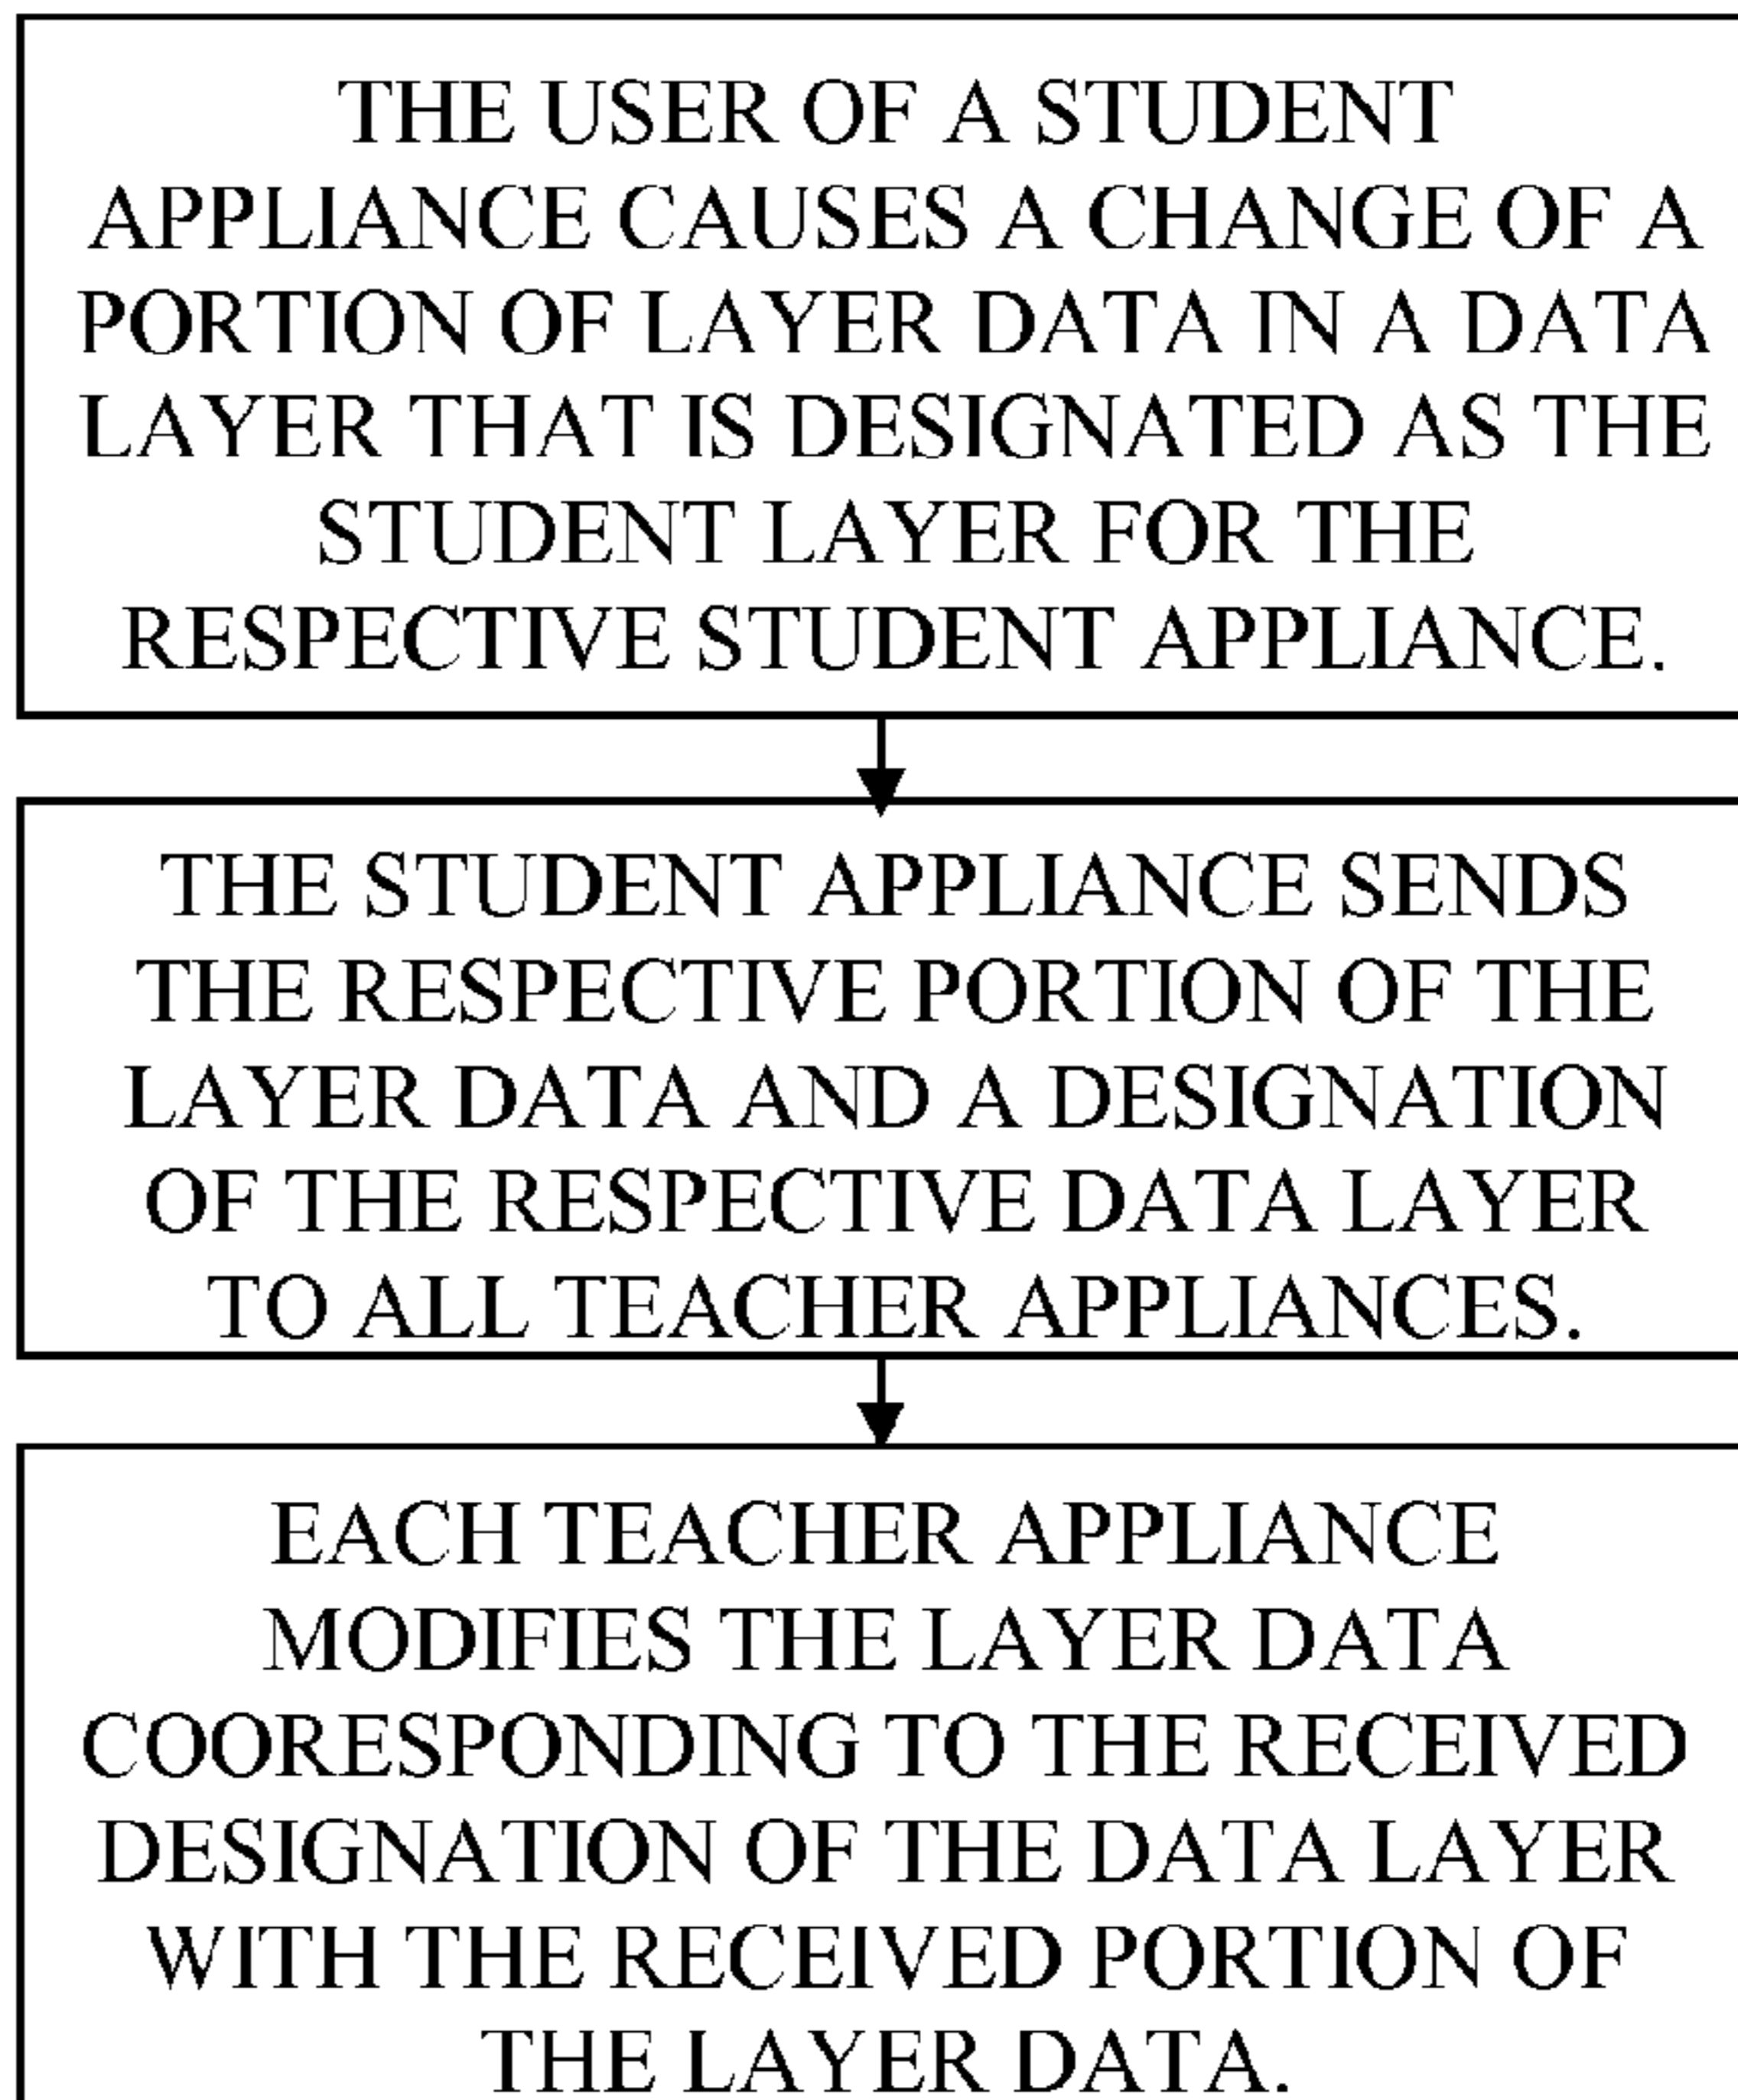 THE USER OF A STUDENT
APPLIANCE CAUSES A CHANGE OF A
PORTION OF LAYER DATA IN A DATA
LAYER THAT IS DESIGNATED AS THE
STUDENT LAYER FOR THE
RESPECTIVE STUDENT APPLIANCE.
THE STUDENT APPLIANCE SENDS
THE RESPECTIVE PORTION OF THE
LAYER DATA AND A DESIGNATION
OF THE RESPECTIVE DATA LAYER
TO ALL TEACHER APPLIANCES.
EACH TEACHER APPLIANCE
MODIFIES THE LAYER DATA
COORESPONDING TO THE RECEIVED
DESIGNATION OF THE DATA LAYER
WITH THE RECEIVED PORTION OF
THE LAYER DATA.